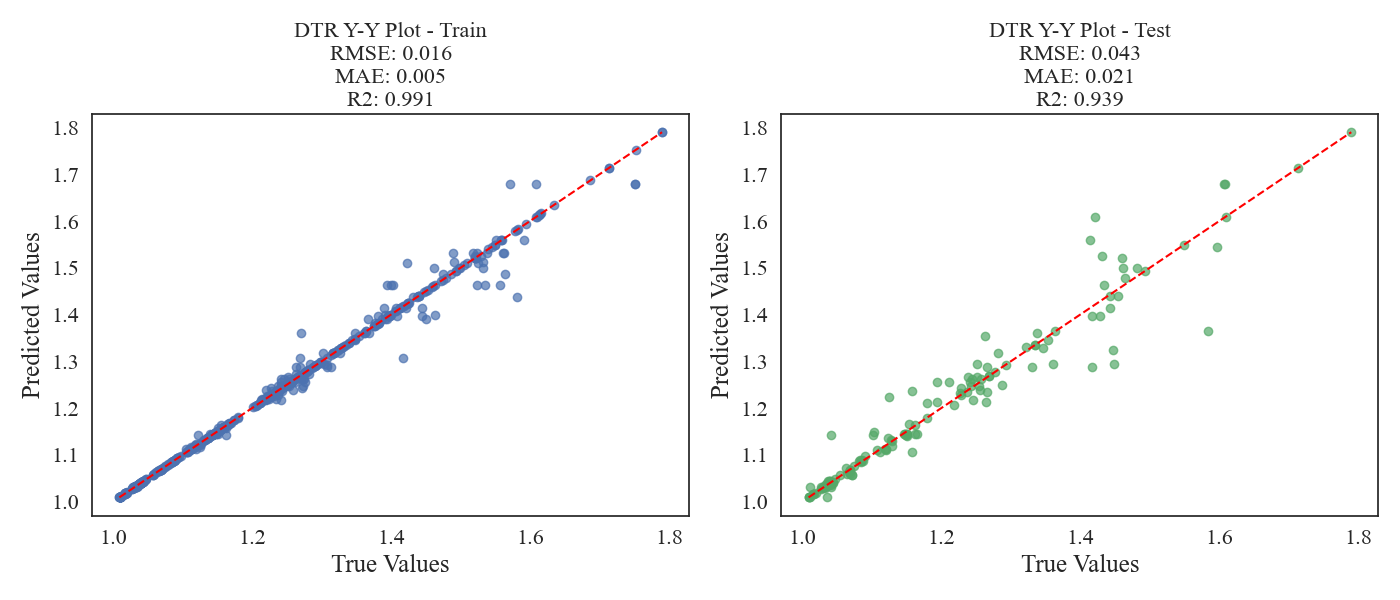 DTR Y-Y Plot - Train
RMSE: 0.016
MAE: 0.005
R2: 0.991
Predicted Values
1.8
1.7
1.6
1.5
1.4
1.3
1.2
1.1
1.0
1.0 1.2 1.4 1.6 1.8
True Values
DTR Y-Y Plot - Test
RMSE: 0.043
MAE: 0.021
R2: 0.939
Predicted Values
1.8
1.7
1.6
1.5
1.4
1.3
1.2
1.1
1.0
1.0 1.2 1.4 1.6 1.8
True Values